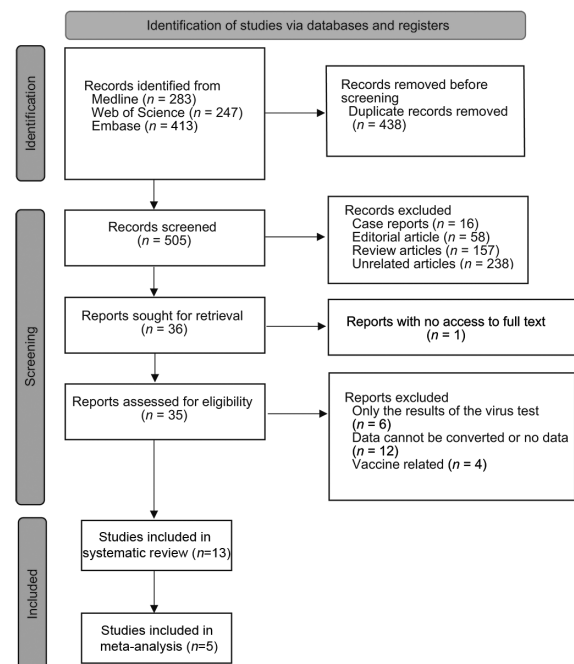 Identification of studies via databases and registers
Identification
Records identified from
Medline (n = 283)
Web of Science (n = 247)
Embase (n = 413)
Records removed before
screening
Duplicate records removed
(n = 438)
Screening
Records screened
(n = 505)
Records excluded
Case reports (n = 16)
Editorial article (n = 58)
Review articles (n = 157)
Unrelated articles (n = 238)
Reports sought for retrieval
(n = 36)
Reports with no access to full text
(n = 1)
Reports assessed for eligibility
(n = 35)
Reports excluded
Only the results of the virus test
(n = 6)
Data cannot be converted or no data
(n = 12)
Vaccine related (n = 4)
Included
Studies included in
systematic review (n=13)
Studies included in
meta-analysis (n=5)